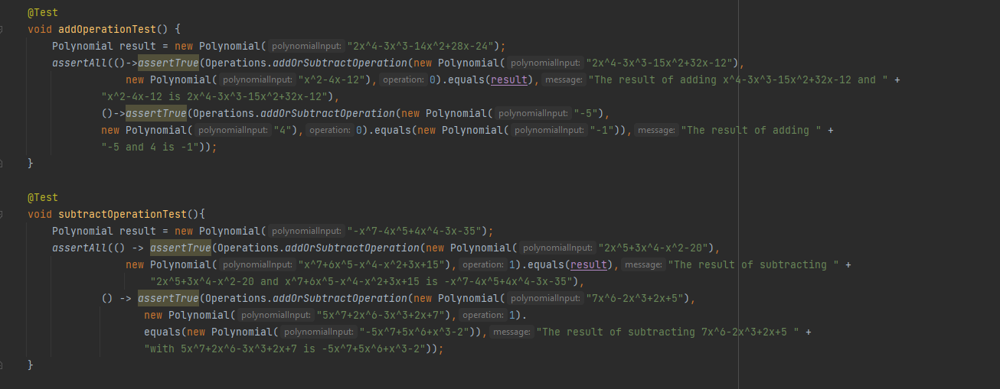 @Test
void addOperationTest() {
Polynomial result = new Polynomial( polynomialInput: "2x^4-3x^3-14x^2+28x-24");
assertAll(()->assertTrue(Operations.addOrSubtractOperation(new Polynomial( polynomialInput: "2x^4-3x^3-15x^2+32x-12"),
new Polynomial( polynomialInput: "x^2-4x-12"), operation: 0).equals(result), message: "The result of adding x^4-3x^3-15x^2+32x-12 and " +
"x^2-4x-12 is 2x^4-3x^3-15x^2+32x-12"),
()->assertTrue(Operations.addOrSubtractOperation(new Polynomial( polynomialInput: "-5"),
new Polynomial( polynomialInput: "4"), operation: 0).equals(new Polynomial( polynomialInput: "-1")), message: "The result of adding " +
"-5 and 4 is -1"));
}
@Test
void subtractOperationTest(){
Polynomial result = new Polynomial( polynomialInput: "-x^7-4x^5+4x^4-3x-35");
assertAll(() -> assertTrue(Operations.addOrSubtractOperation(new Polynomial( polynomialInput: "2x^5+3x^4-x^2-20"),
new Polynomial( polynomialInput: "x^7+6x^5-x^4-x^2+3x+15"), operation: 1).equals(result), message: "The result of subtracting " +
"2x^5+3x^4-x^2-20 and x^7+6x^5-x^4-x^2+3x+15 is -x^7-4x^5+4x^4-3x-35"),
() -> assertTrue(Operations.addOrSubtractOperation(new Polynomial( polynomialInput: "7x^6-2x^3+2x+5"),
new Polynomial( polynomialInput: "5x^7+2x^6-3x^3+2x+7"), operation: 1).
equals(new Polynomial( polynomialInput: "-5x^7+5x^6+x^3-2")), message: "The result of subtracting 7x^6-2x^3+2x+5 " +
"with 5x^7+2x^6-3x^3+2x+7 is -5x^7+5x^6+x^3-2"));
}